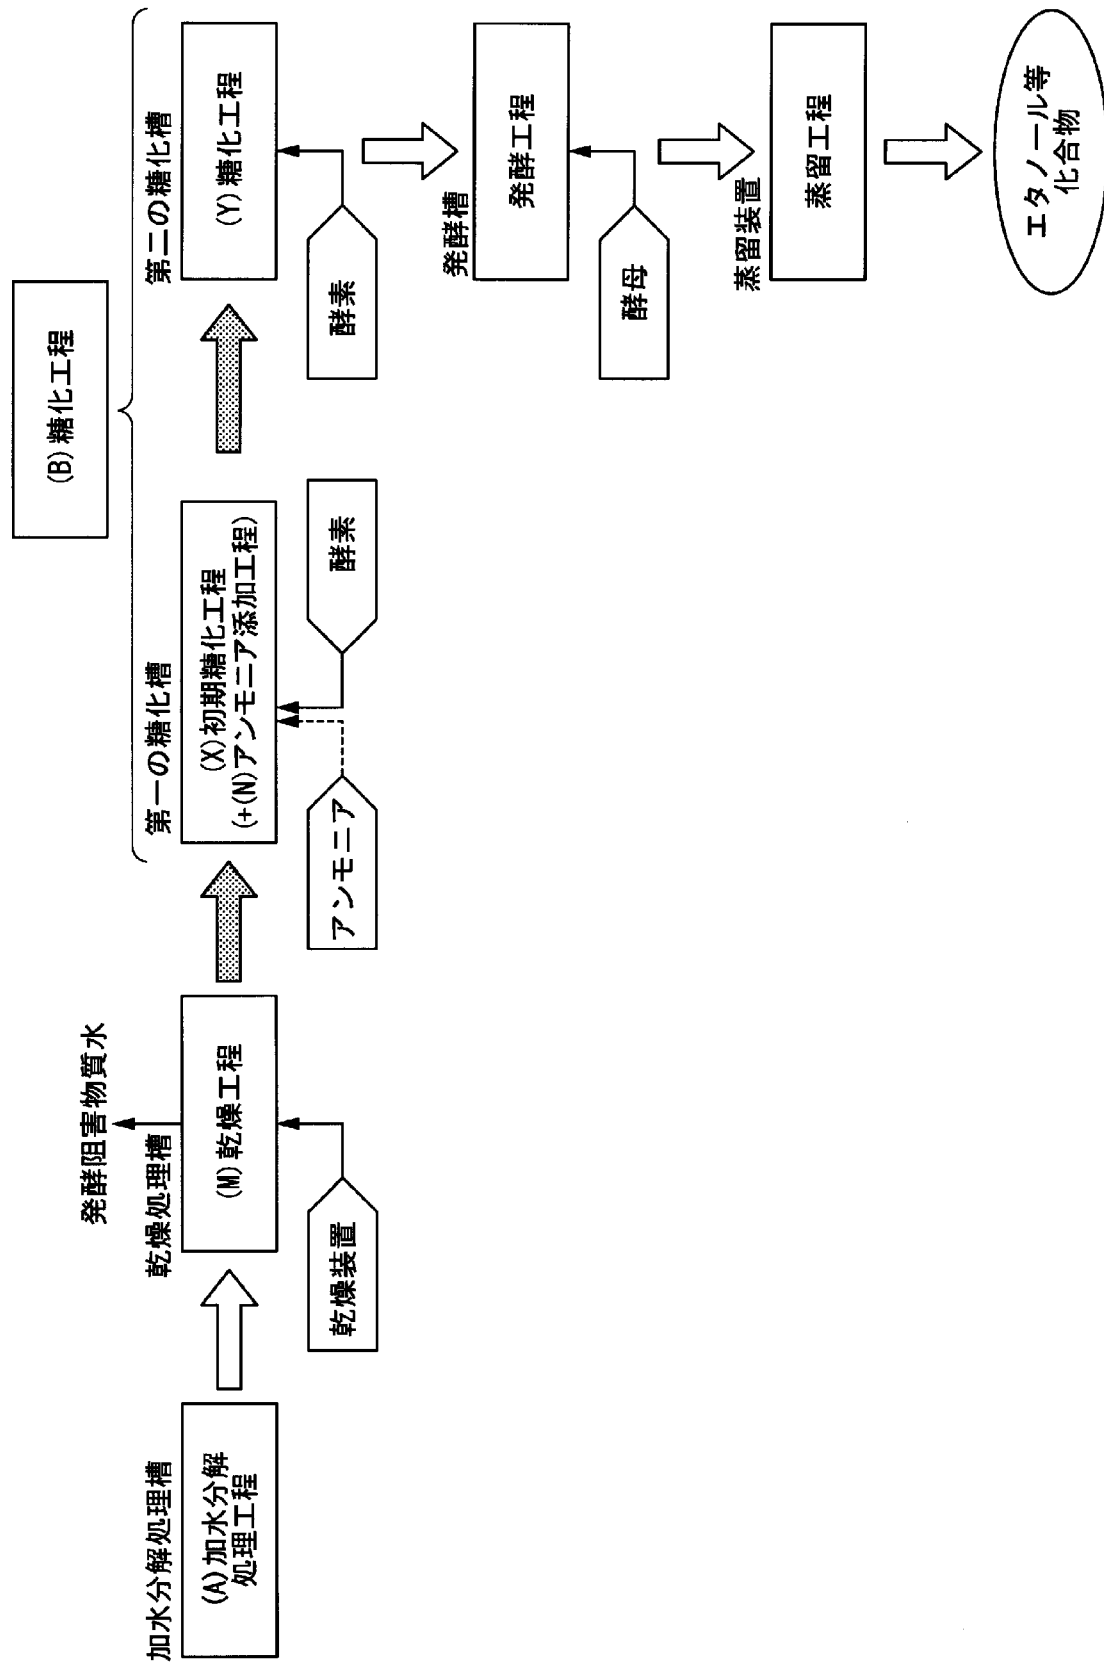 (B)糖化工程
加水分解処理槽
(A)加水分解
処理工程
発酵阻害物質水
乾燥処理槽
(M)乾燥工程
乾燥装置
第一の糖化槽
(X)初期糖化工程
(+(N)アンモニア添加工程)
アンモニア
酵素
第二の糖化槽
(Y)糖化工程
酵素
発酵槽
発酵工程
酵母
蒸留装置
蒸留工程
エタノール等
化合物